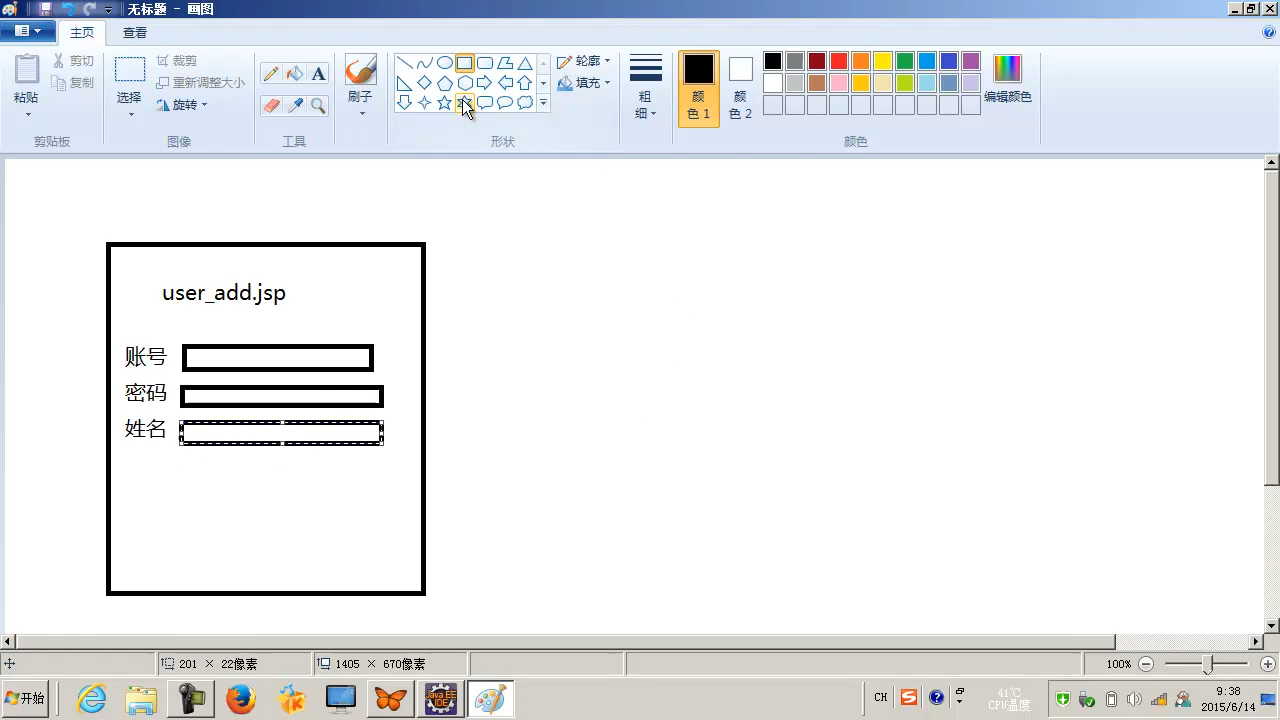 无标题 - 画图
主页
查看
粘贴
剪切
复制
剪贴板
选择
裁剪
重新调整大小
旋转
图像
A
工具
刷子
形状
轮廓
填充
粗
细
颜
色 1
颜
色 2
编辑颜色
颜色
user_add.jsp
账号
密码
姓名
201 × 22像素
1405 × 670像素
100%
开始
Java EE
IDE
CH
41℃
CPU温度
9:38
2015/6/14